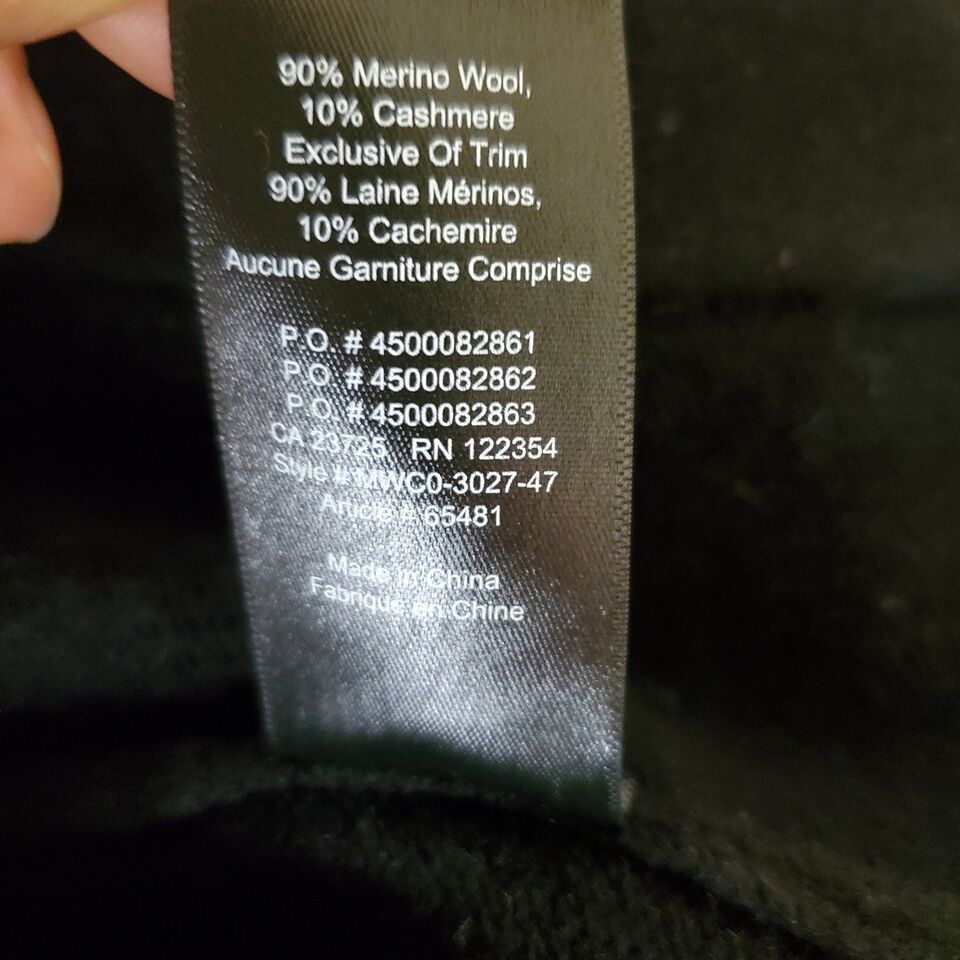 90% Merino Wool,
10% Cashmere
Exclusive Of Trim
90% Laine Mérinos,
10% Cachemire
Aucune Garniture Comprise
P.O. # 4500082861
P.O. # 4500082862
P.O. # 4500082863
CA 23725 RN 122354
Style # MWC0-3027-47
Article # 65481
Made in China
Fabriqué en Chine